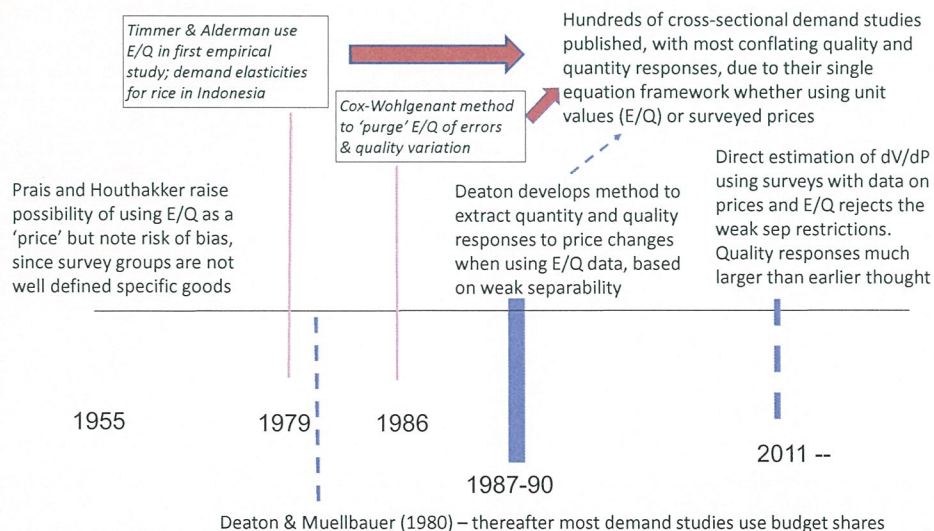 Timmer & Alderman use
E/Q in first empirical
study; demand elasticities
for rice in Indonesia
Hundreds of cross-sectional demand studies
published, with most conflating quality and
quantity responses, due to their single
equation framework whether using unit
values (E/Q) or surveyed prices
Cox-Wohlgenant method
to 'purge' E/Q of errors
& quality variation
Prais and Houthakker raise
possibility of using E/Q as a
'price' but note risk of bias,
since survey groups are not
well defined specific goods
Deaton develops method to
extract quantity and quality
responses to price changes
when using E/Q data, based
on weak separability
Direct estimation of dV/dP
using surveys with data on
prices and E/Q rejects the
weak sep restrictions.
Quality responses much
larger than earlier thought
1955
1979
1986
1987-90
2011 --
Deaton & Muellbauer (1980) – thereafter most demand studies use budget shares